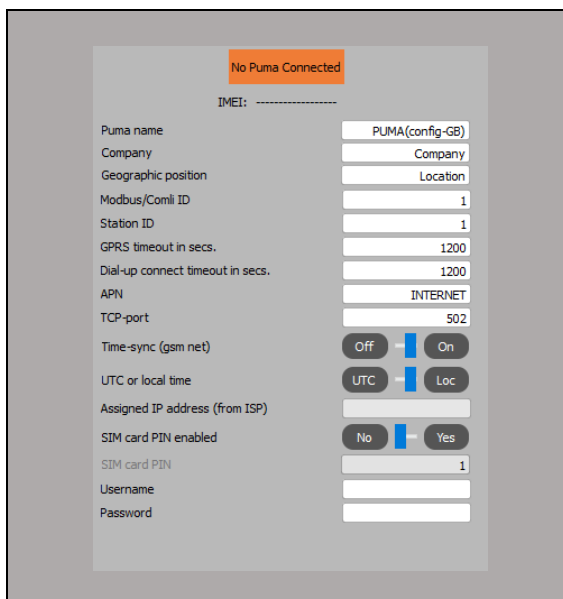 No Puma Connected
IMEI: ------------------
Puma name PUMA(config-GB)
Company Company
Geographic position Location
Modbus/Comli ID 1
Station ID 1
GPRS timeout in secs. 1200
Dial-up connect timeout in secs. 1200
APN INTERNET
TCP-port 502
Time-sync (gsm net) Off On
UTC or local time UTC Loc
Assigned IP address (from ISP)
SIM card PIN enabled No Yes
SIM card PIN 1
Username
Password